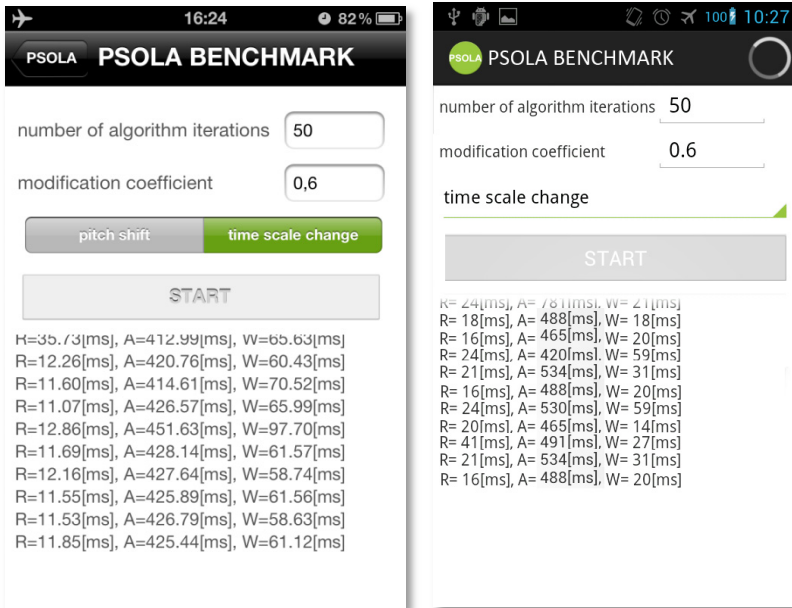 16:24
82%
PSOLA
PSOLA BENCHMARK
number of algorithm iterations 50
modification coefficient 0,6
pitch shift
time scale change
START
R=35.73[ms], A=412.99[ms], W=65.63[ms]
R=12.26[ms], A=420.76[ms], W=60.43[ms]
R=11.60[ms], A=414.61[ms], W=70.52[ms]
R=11.07[ms], A=426.57[ms], W=65.99[ms]
R=12.86[ms], A=451.63[ms], W=97.70[ms]
R=11.69[ms], A=428.14[ms], W=61.57[ms]
R=12.16[ms], A=427.64[ms], W=58.74[ms]
R=11.55[ms], A=425.89[ms], W=61.56[ms]
R=11.53[ms], A=426.79[ms], W=58.63[ms]
R=11.85[ms], A=425.44[ms], W=61.12[ms]
100 10:27
PSOLA PSOLA BENCHMARK
number of algorithm iterations 50
modification coefficient 0.6
time scale change
START
R= 24[ms], A= 781[ms], W= 21[ms]
R= 18[ms], A= 488[ms], W= 18[ms]
R= 16[ms], A= 465[ms], W= 20[ms]
R= 24[ms], A= 420[ms], W= 59[ms]
R= 21[ms], A= 534[ms], W= 31[ms]
R= 16[ms], A= 488[ms], W= 20[ms]
R= 24[ms], A= 530[ms], W= 59[ms]
R= 20[ms], A= 465[ms], W= 14[ms]
R= 41[ms], A= 491[ms], W= 27[ms]
R= 21[ms], A= 534[ms], W= 31[ms]
R= 16[ms], A= 488[ms], W= 20[ms]